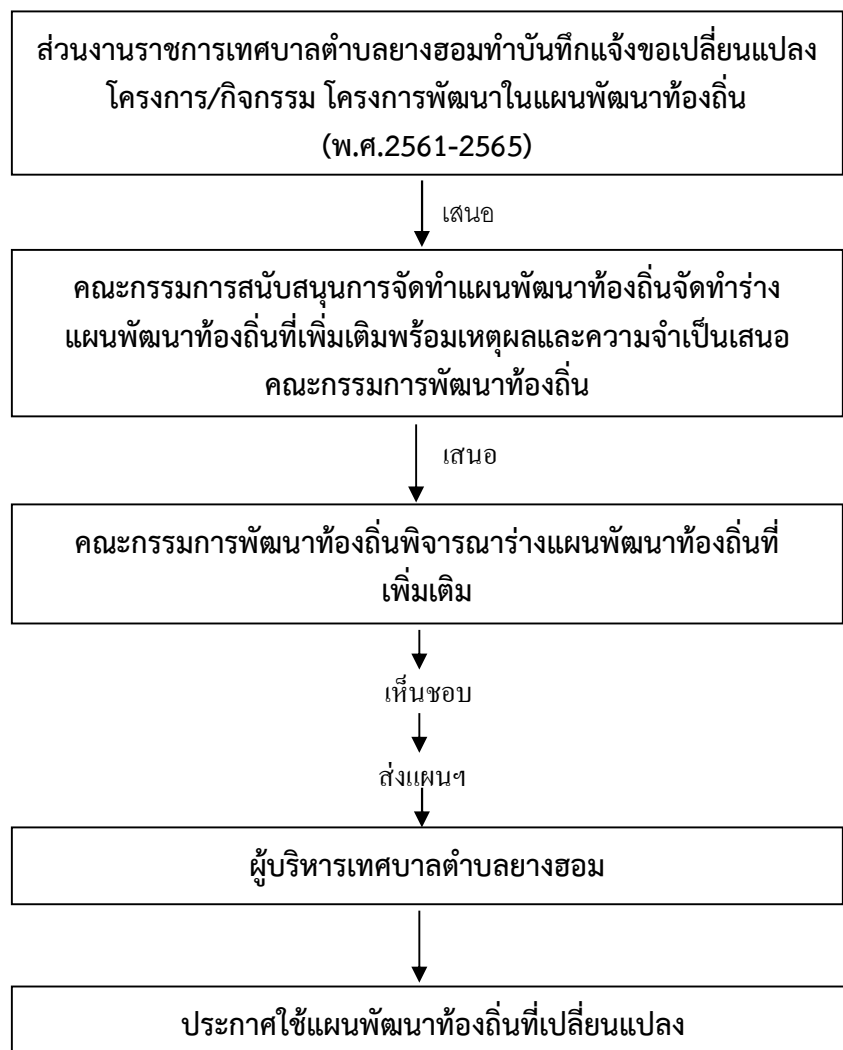 ส่วนงานราชการเทศบาลตำบลยางฮอมทำบันทึกแจ้งขอเปลี่ยนแปลง
โครงการ/กิจกรรม โครงการพัฒนาในแผนพัฒนาท้องถิ่น
(พ.ศ.2561-2565)
เสนอ
คณะกรรมการสนับสนุนการจัดทำแผนพัฒนาท้องถิ่นจัดทำร่าง
แผนพัฒนาท้องถิ่นที่เพิ่มเติมพร้อมเหตุผลและความจำเป็นเสนอ
คณะกรรมการพัฒนาท้องถิ่น
เสนอ
คณะกรรมการพัฒนาท้องถิ่นพิจารณาร่างแผนพัฒนาท้องถิ่นที่
เพิ่มเติม
เห็นชอบ
ส่งแผนฯ
ผู้บริหารเทศบาลตำบลยางฮอม
ประกาศใช้แผนพัฒนาท้องถิ่นที่เปลี่ยนแปลง